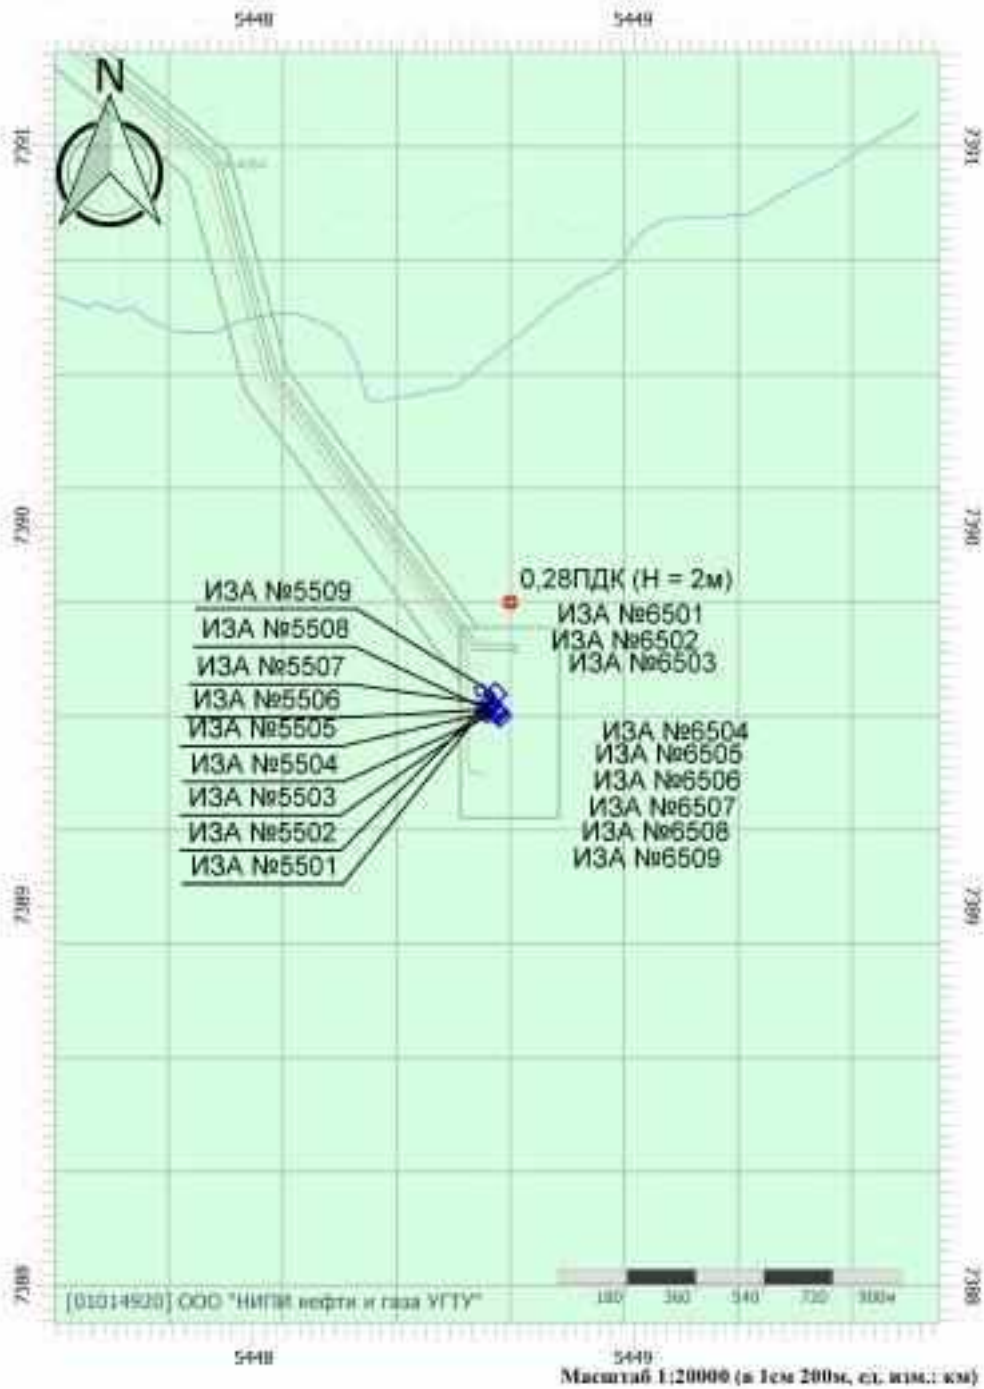 5448 5449
N
7391 7391
7390 7390
0,28ПДК (Н = 2м)
ИЗА №5509
ИЗА №6501
ИЗА №5508
ИЗА №6502
ИЗА №5507
ИЗА №6503
ИЗА №5506
ИЗА №5505
ИЗА №6504
ИЗА №6505
ИЗА №5504
ИЗА №6506
ИЗА №5503
ИЗА №6507
ИЗА №5502
ИЗА №6508
ИЗА №5501
ИЗА №6509
7389 7389
7388 7388
[01014920] ООО "НИПИ нефти и газа УГТУ"
180 360 540 720 900м
5448 5449
Масштаб 1:20000 (в 1см 200м, ед. изм.: км)